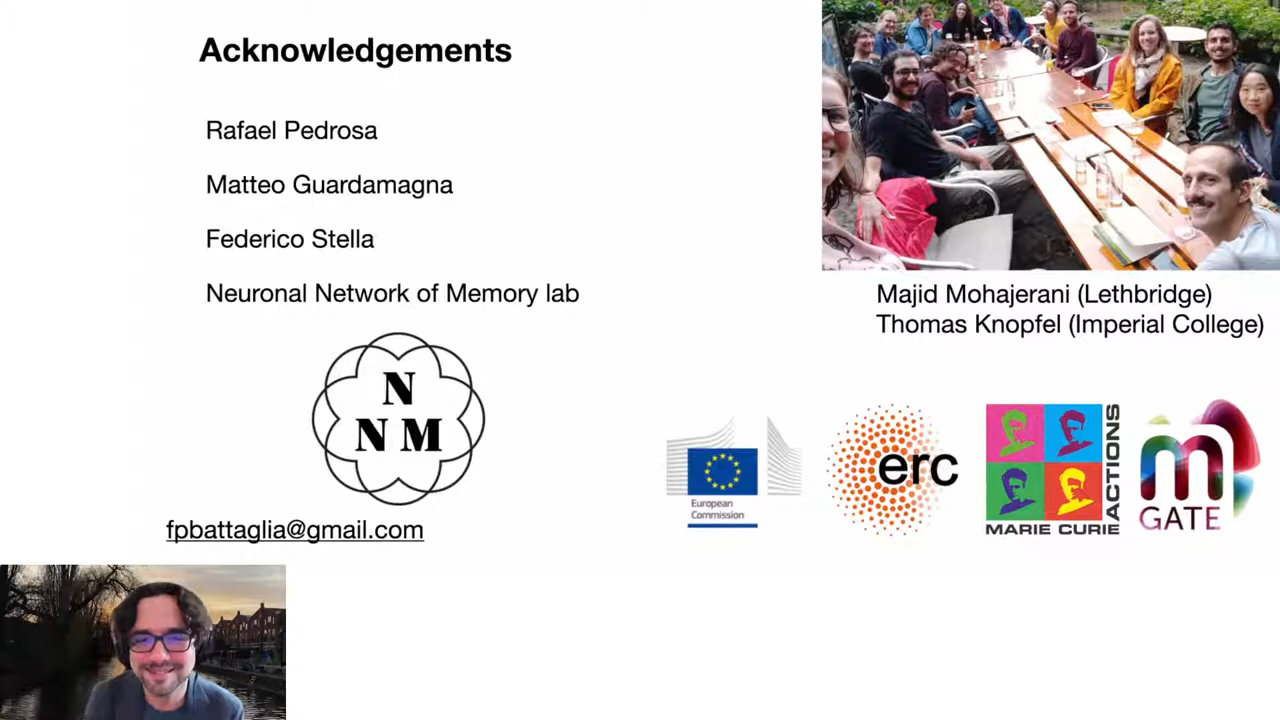 Acknowledgements
Rafael Pedrosa
Matteo Guardamagna
Federico Stella
Neuronal Network of Memory lab
N
N M
fpbattaglia@gmail.com
Majid Mohajerani (Lethbridge)
Thomas Knopfel (Imperial College)
European
Commission
erc
MARIE CURIE
ACTIONS
m
GATE